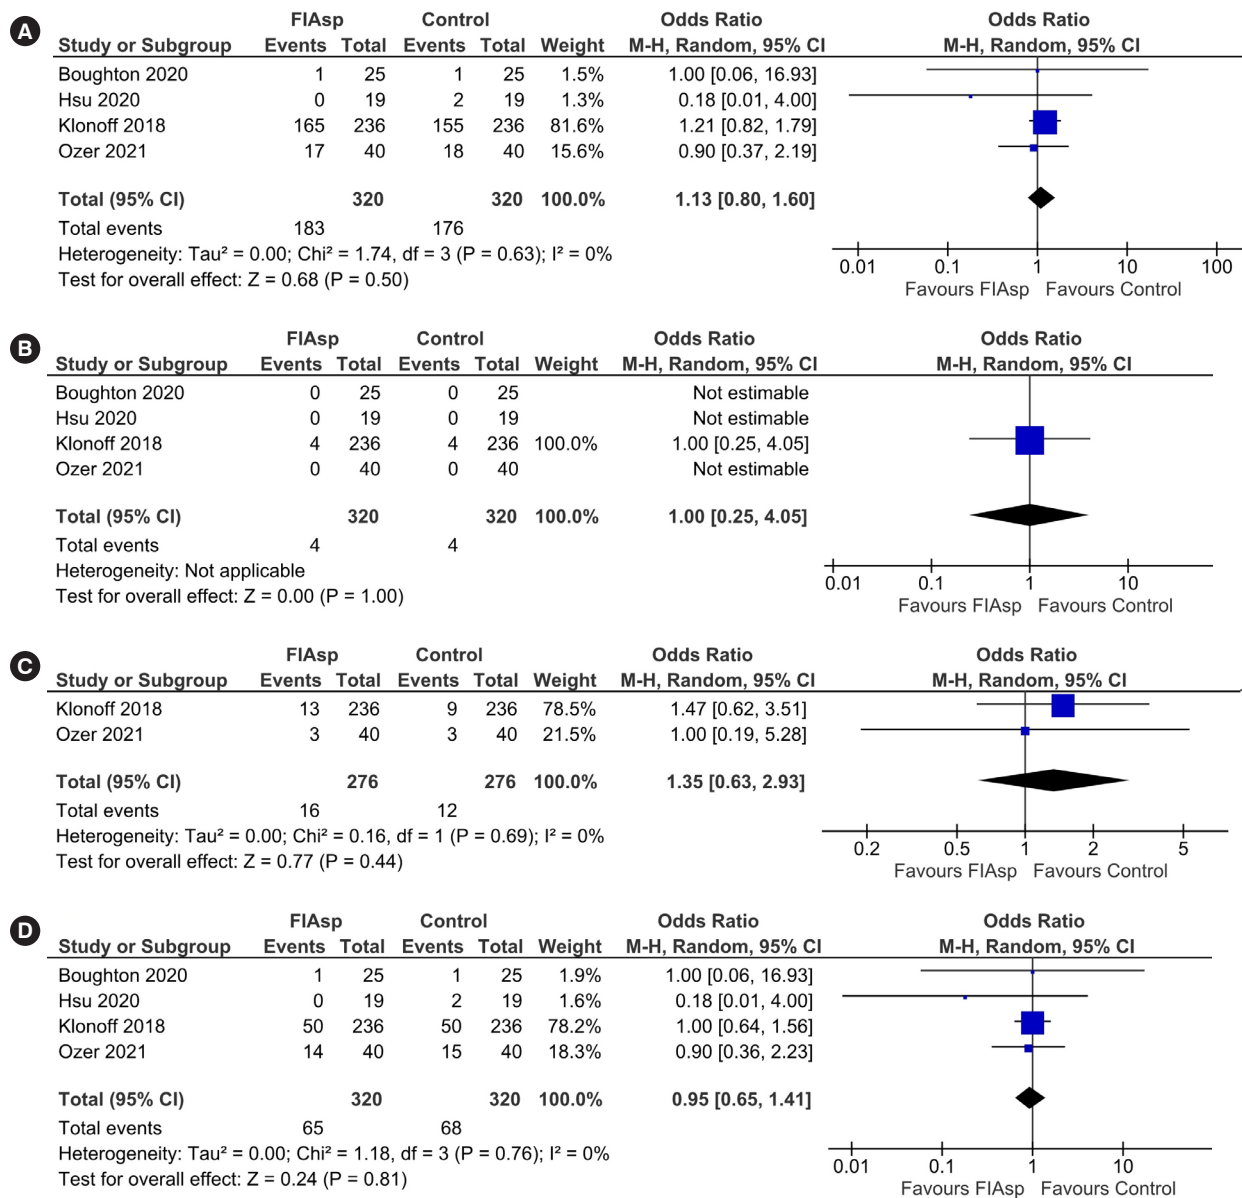 A
FIAsp Control Odds Ratio Odds Ratio
Study or Subgroup Events Total Events Total Weight M-H, Random, 95% CI M-H, Random, 95% CI
Boughton 2020 1 25 1 25 1.5% 1.00 [0.06, 16.93]
Hsu 2020 0 19 2 19 1.3% 0.18 [0.01, 4.00]
Klonoff 2018 165 236 155 236 81.6% 1.21 [0.82, 1.79]
Ozer 2021 17 40 18 40 15.6% 0.90 [0.37, 2.19]
Total (95% CI) 320 320 100.0% 1.13 [0.80, 1.60]
Total events 183 176
Heterogeneity: Tau² = 0.00; Chi² = 1.74, df = 3 (P = 0.63); I² = 0%
Test for overall effect: Z = 0.68 (P = 0.50)
0.01 0.1 1 10 100
Favours FIAsp Favours Control
B
FIAsp Control Odds Ratio Odds Ratio
Study or Subgroup Events Total Events Total Weight M-H, Random, 95% CI M-H, Random, 95% CI
Boughton 2020 0 25 0 25 Not estimable
Hsu 2020 0 19 0 19 Not estimable
Klonoff 2018 4 236 4 236 100.0% 1.00 [0.25, 4.05]
Ozer 2021 0 40 0 40 Not estimable
Total (95% CI) 320 320 100.0% 1.00 [0.25, 4.05]
Total events 4 4
Heterogeneity: Not applicable
Test for overall effect: Z = 0.00 (P = 1.00)
0.01 0.1 1 10
Favours FIAsp Favours Control
C
FIAsp Control Odds Ratio Odds Ratio
Study or Subgroup Events Total Events Total Weight M-H, Random, 95% CI M-H, Random, 95% CI
Klonoff 2018 13 236 9 236 78.5% 1.47 [0.62, 3.51]
Ozer 2021 3 40 3 40 21.5% 1.00 [0.19, 5.28]
Total (95% CI) 276 276 100.0% 1.35 [0.63, 2.93]
Total events 16 12
Heterogeneity: Tau² = 0.00; Chi² = 0.16, df = 1 (P = 0.69); I² = 0%
Test for overall effect: Z = 0.77 (P = 0.44)
0.2 0.5 1 2 5
Favours FIAsp Favours Control
D
FIAsp Control Odds Ratio Odds Ratio
Study or Subgroup Events Total Events Total Weight M-H, Random, 95% CI M-H, Random, 95% CI
Boughton 2020 1 25 1 25 1.9% 1.00 [0.06, 16.93]
Hsu 2020 0 19 2 19 1.6% 0.18 [0.01, 4.00]
Klonoff 2018 50 236 50 236 78.2% 1.00 [0.64, 1.56]
Ozer 2021 14 40 15 40 18.3% 0.90 [0.36, 2.23]
Total (95% CI) 320 320 100.0% 0.95 [0.65, 1.41]
Total events 65 68
Heterogeneity: Tau² = 0.00; Chi² = 1.18, df = 3 (P = 0.76); I² = 0%
Test for overall effect: Z = 0.24 (P = 0.81)
0.01 0.1 1 10
Favours FIAsp Favours Control